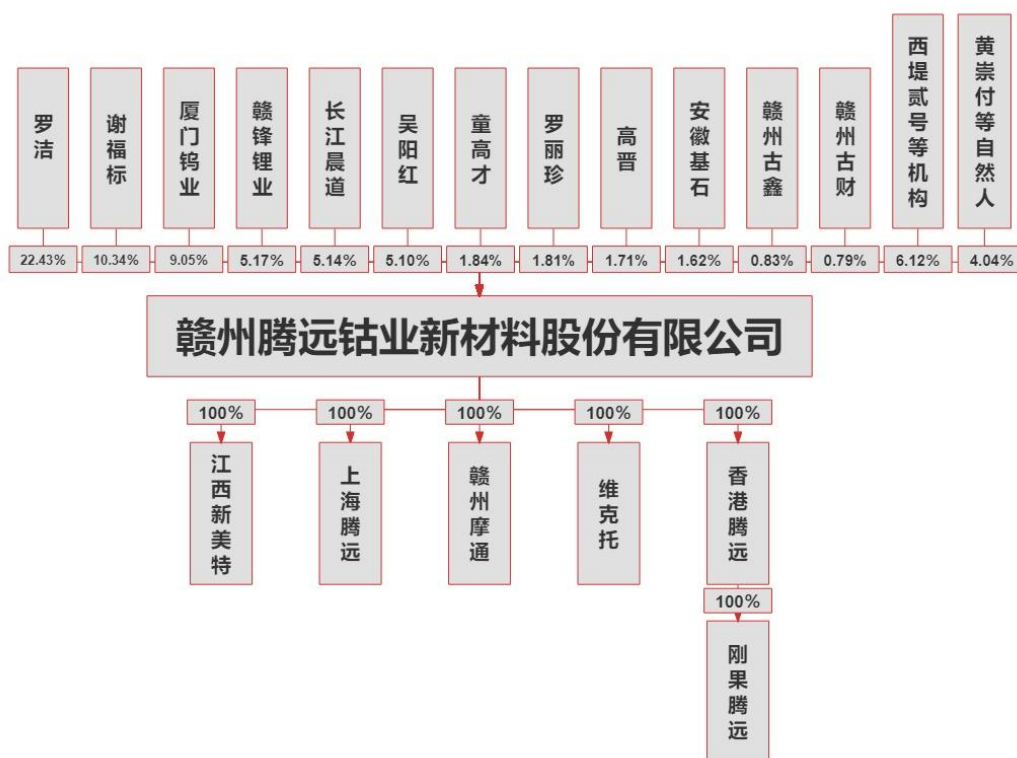 罗洁
谢福标
厦门钨业
赣锋锂业
长江晨道
吴阳红
童高才
罗丽珍
高晋
安徽基石
赣州古鑫
赣州古财
西堤贰号等机构
黄崇付等自然人
22.43%
10.34%
9.05%
5.17%
5.14%
5.10%
1.84%
1.81%
1.71%
1.62%
0.83%
0.79%
6.12%
4.04%
赣州腾远钴业新材料股份有限公司
100%
100%
100%
100%
100%
江西新美特
上海腾远
赣州摩通
维克托
香港腾远
100%
刚果腾远